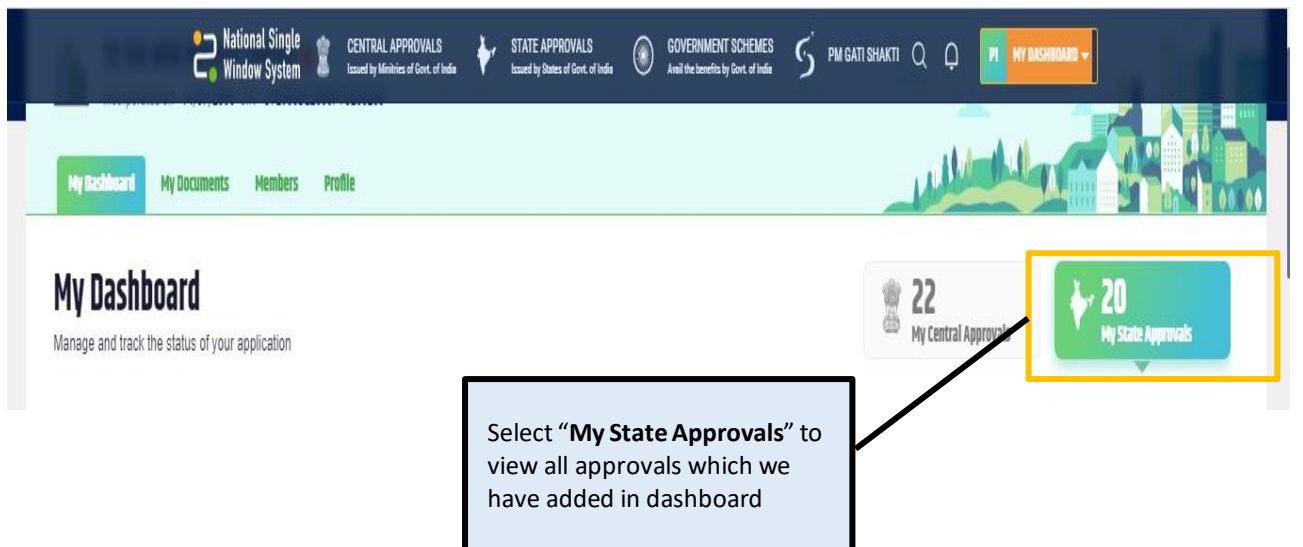 National Single
Window System
CENTRAL APPROVALS
Issued by Ministries of Govt. of India
STATE APPROVALS
Issued by States of Govt. of India
GOVERNMENT SCHEMES
Avail the benefits by Govt. of India
PM GATI SHAKTI
P1 MY DASHBOARD
My Dashboard My Documents Members Profile
My Dashboard
Manage and track the status of your application
22
My Central Approvals
20
My State Approvals
Select “My State Approvals” to
view all approvals which we
have added in dashboard